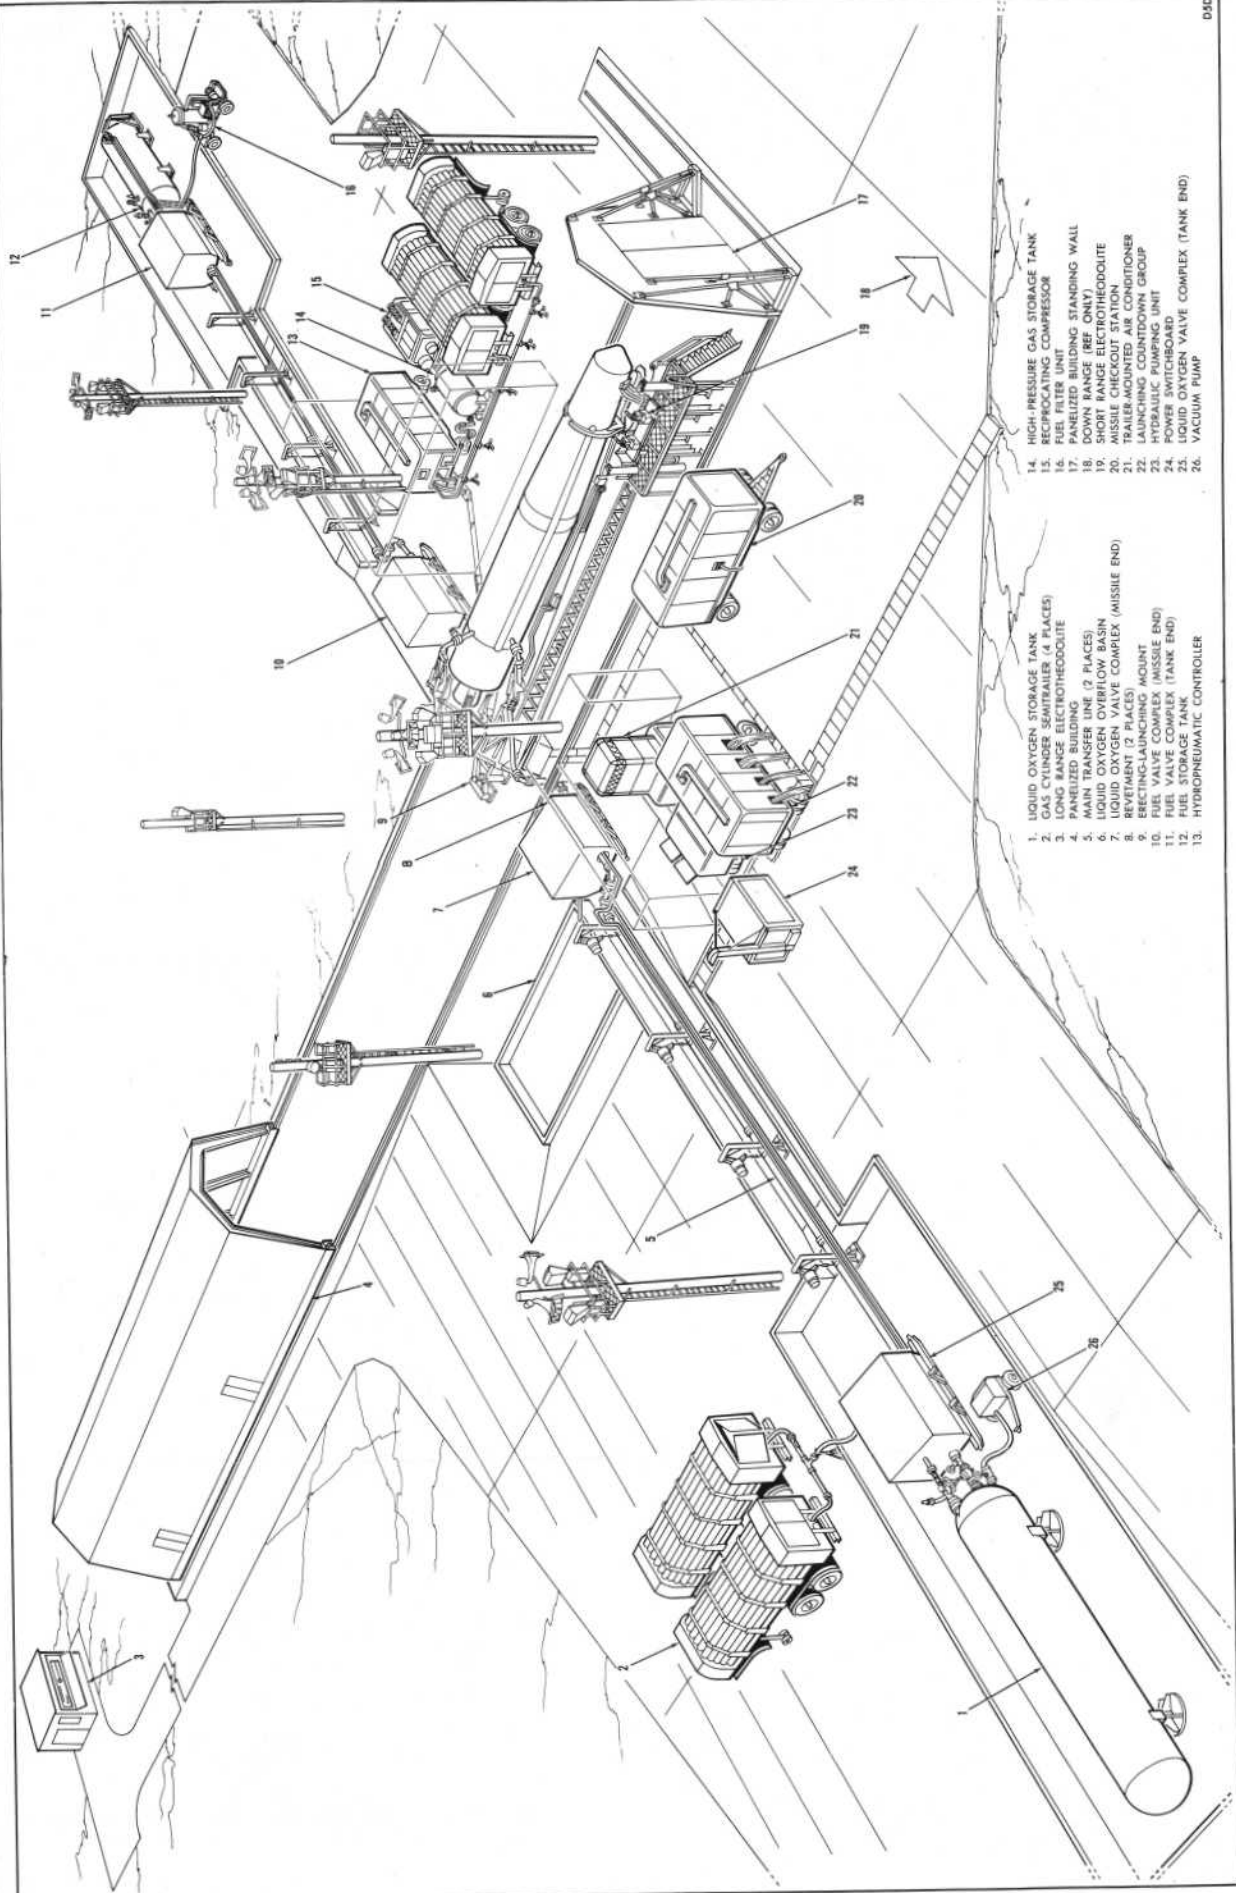 1. LIQUID OXYGEN STORAGE TANK
2. GAS CYLINDER SEMITRAILER (4 PLACES)
3. LONG RANGE ELECTROTHEODOLITE
4. PANELIZED BUILDING
5. MAIN TRANSFER LINE (2 PLACES)
6. LIQUID OXYGEN OVERFLOW BASIN
7. LIQUID OXYGEN VALVE COMPLEX (MISSILE END)
8. REVETMENT (2 PLACES)
9. ERECTING-LAUNCHING MOUNT
10. FUEL VALVE COMPLEX (MISSILE END)
11. FUEL VALVE COMPLEX (TANK END)
12. FUEL STORAGE TANK
13. HYDROPNEUMATIC CONTROLLER
14. HIGH-PRESSURE GAS STORAGE TANK
15. RECIPROCATING COMPRESSOR
16. FUEL FILTER UNIT
17. PANELIZED BUILDING STANDING WALL
18. DOWN RANGE (REF ONLY)
19. SHORT RANGE ELECTROTHEODOLITE
20. MISSILE CHECKOUT STATION
21. TRAILER-MOUNTED AIR CONDITIONER
22. LAUNCHING COUNTDOWN GROUP
23. HYDRAULIC PUMPING UNIT
24. POWER SWITCHBOARD
25. LIQUID OXYGEN VALVE COMPLEX (TANK END)
26. VACUUM PUMP
1
2
3
4
5
6
7
8
9
10
11
12
13
14
15
16
17
18
19
20
21
22
23
24
25
26